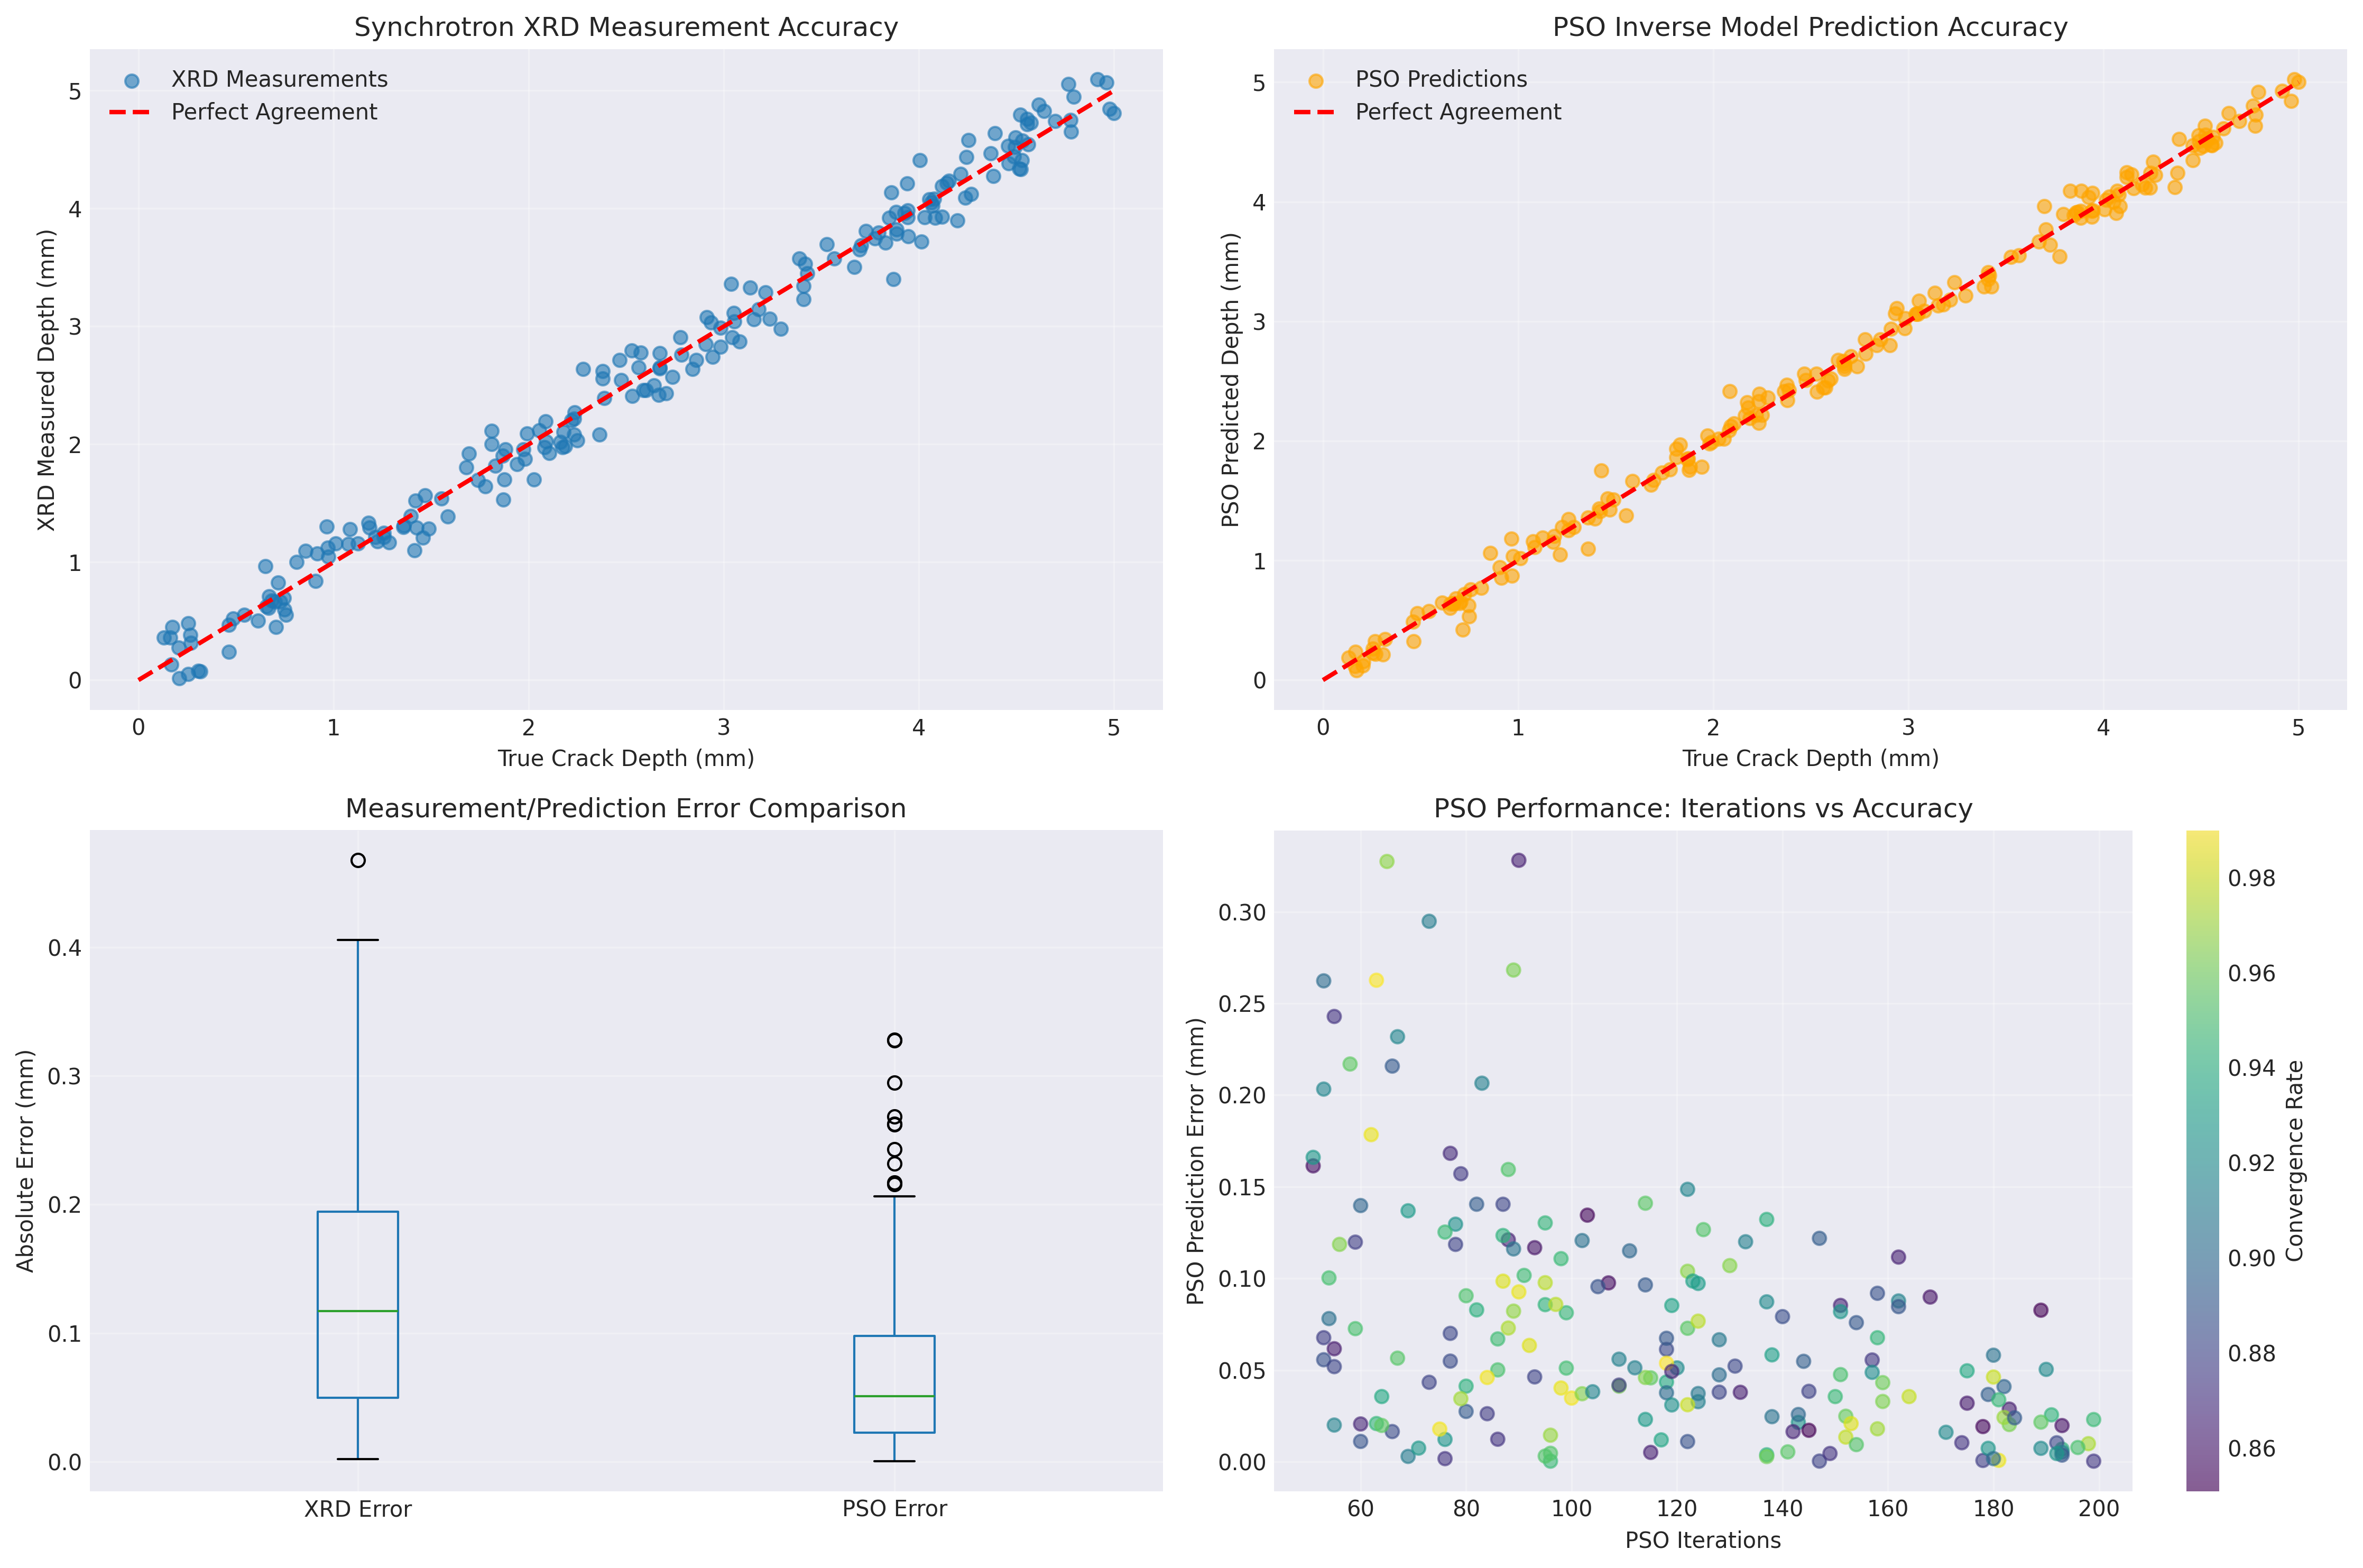 Synchrotron XRD Measurement Accuracy
XRD Measurements
Perfect Agreement
XRD Measured Depth (mm)
5
4
3
2
1
0
0 1 2 3 4 5
True Crack Depth (mm)
PSO Inverse Model Prediction Accuracy
PSO Predictions
Perfect Agreement
PSO Predicted Depth (mm)
5
4
3
2
1
0
0 1 2 3 4 5
True Crack Depth (mm)
Measurement/Prediction Error Comparison
Absolute Error (mm)
0.4
0.3
0.2
0.1
0.0
XRD Error PSO Error
PSO Performance: Iterations vs Accuracy
PSO Prediction Error (mm)
0.30
0.25
0.20
0.15
0.10
0.05
0.00
60 80 100 120 140 160 180 200
PSO Iterations
0.98
0.96
0.94
0.92
0.90
0.88
0.86
Convergence Rate